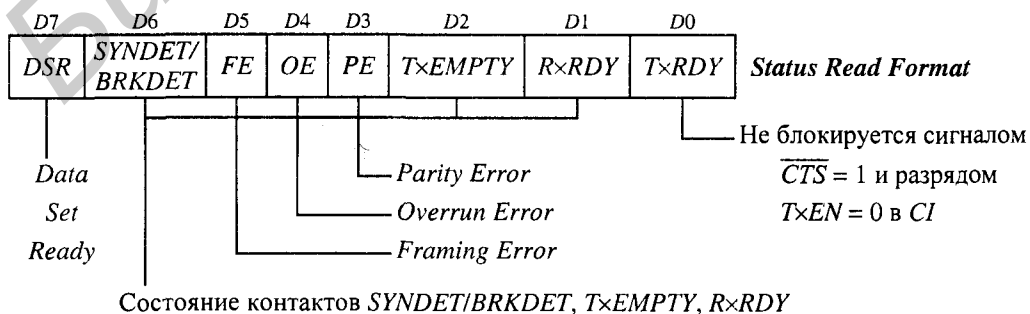 D7 D6 D5 D4 D3 D2 D1 D0
DSR SYNDET/ BRKDET FE OE PE T×EMPTY R×RDY T×RDY Status Read Format
Не блокируется сигналом
CTS = 1 и разрядом
T×EN = 0 в CI
Data
Set
Ready
Parity Error
Overrun Error
Framing Error
Состояние контактов SYNDET/BRKDET, T×EMPTY, R×RDY